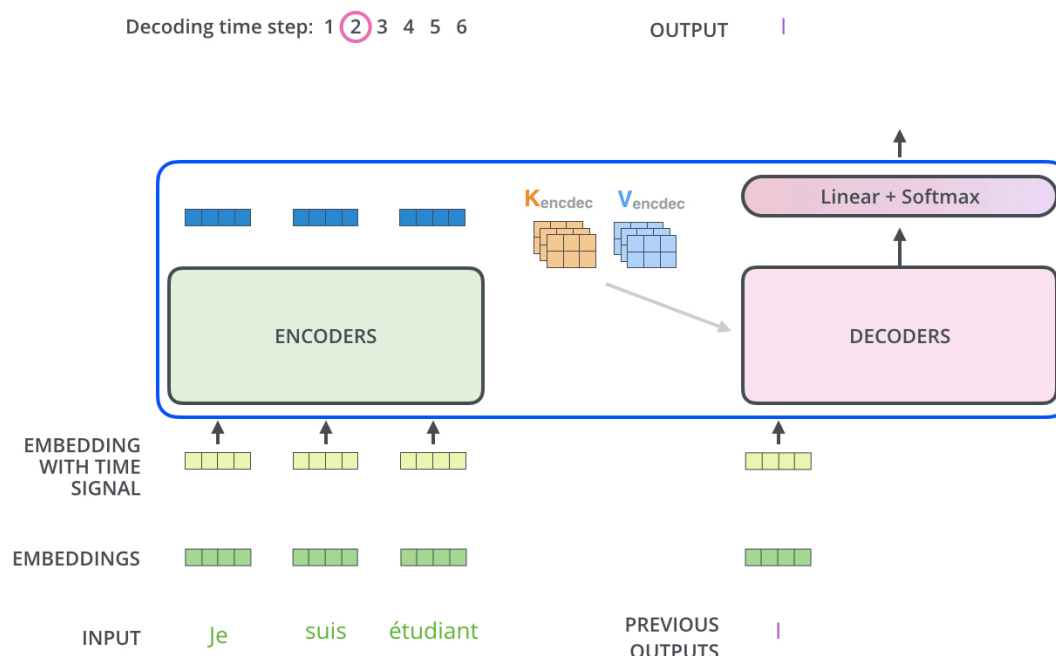 Decoding time step: 1 2 3 4 5 6
OUTPUT
I
Kencdec
Vencdec
Linear + Softmax
ENCODERS
DECODERS
EMBEDDING
WITH TIME
SIGNAL
EMBEDDINGS
INPUT
Je
suis
étudiant
PREVIOUS
OUTPUTS
I